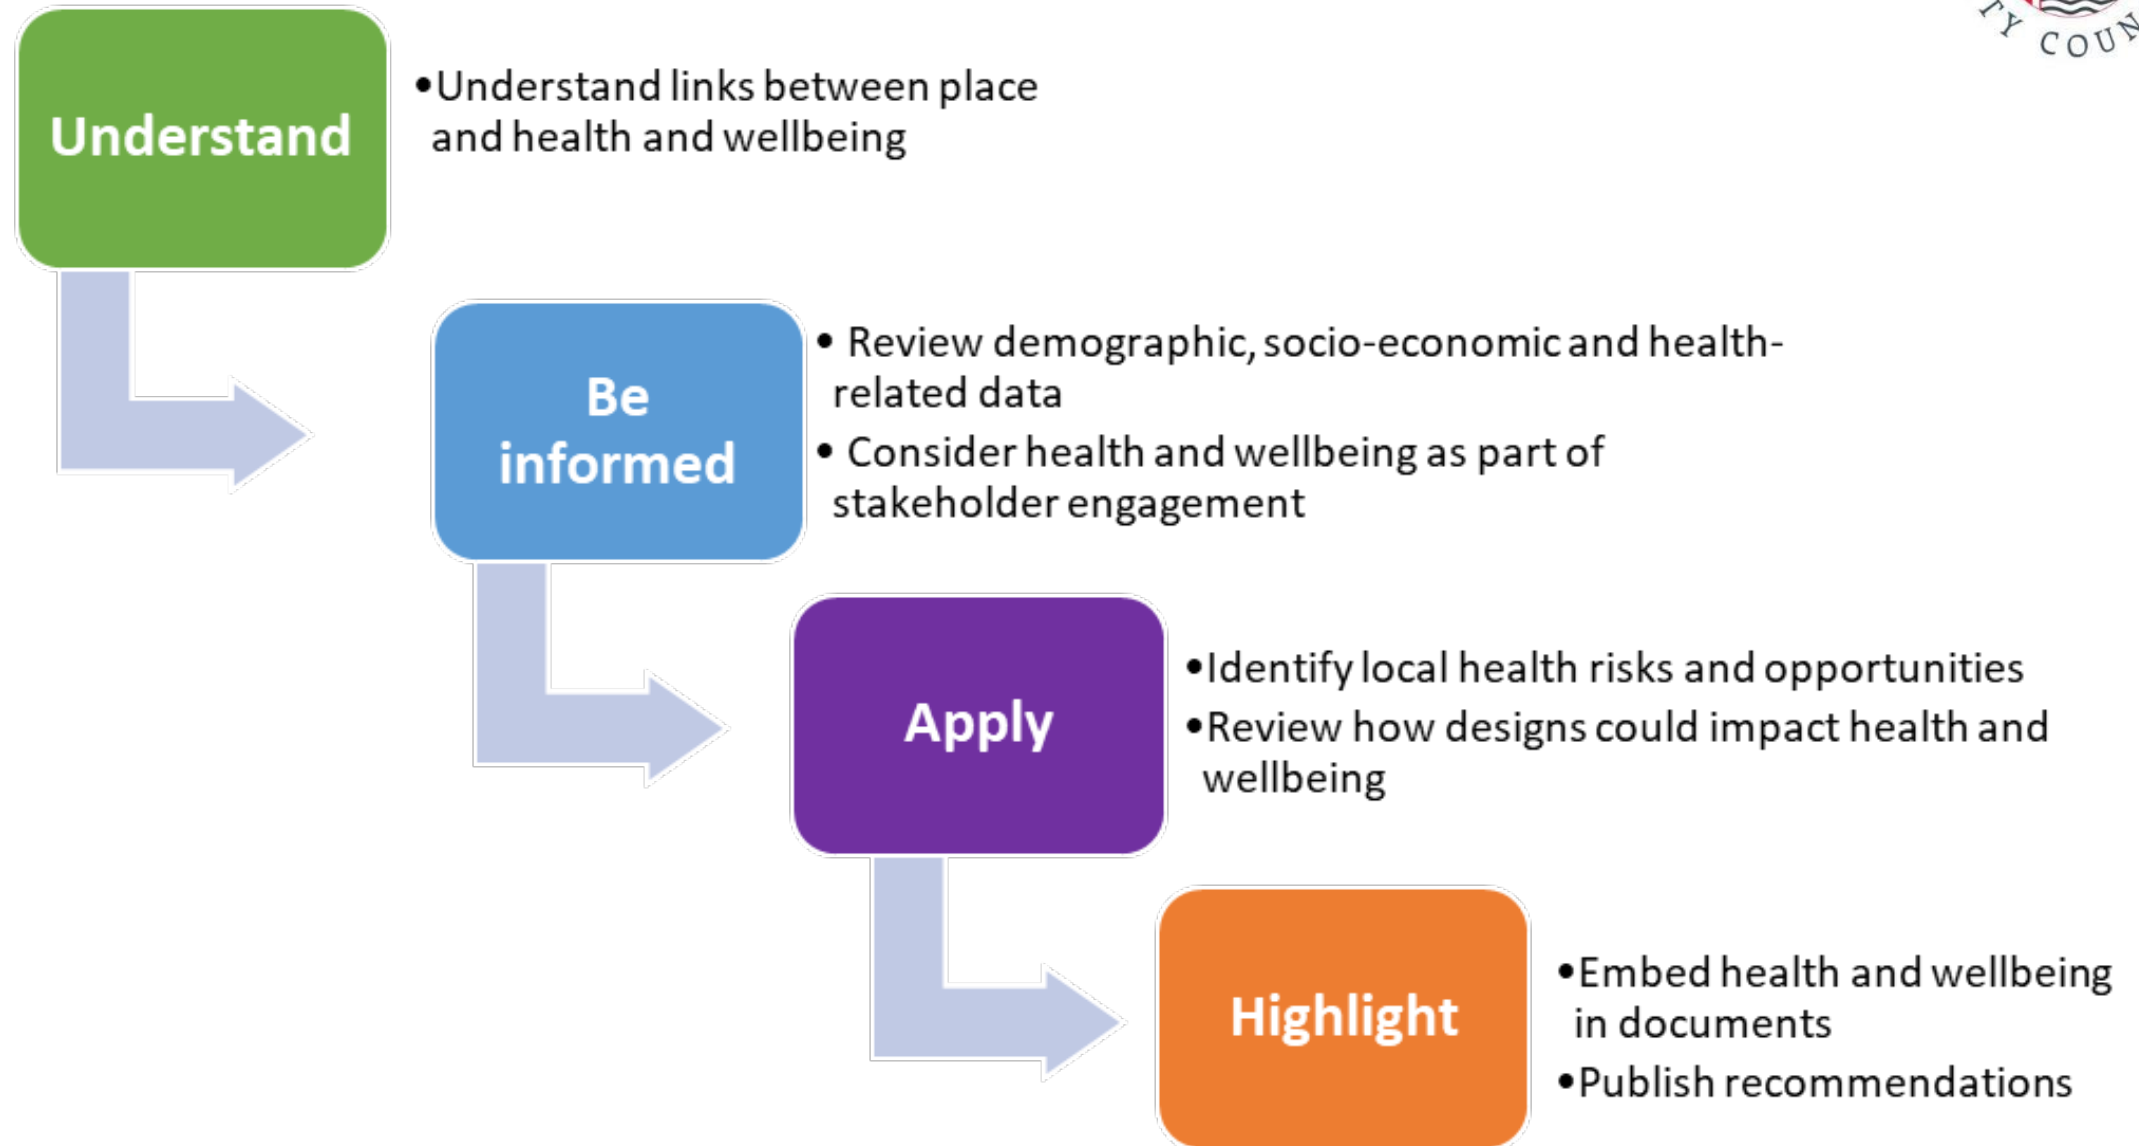 TY COUN
Understand
•Understand links between place
and health and wellbeing
Be
informed
• Review demographic, socio-economic and health-
related data
• Consider health and wellbeing as part of
stakeholder engagement
Apply
•Identify local health risks and opportunities
•Review how designs could impact health and
wellbeing
Highlight
•Embed health and wellbeing
in documents
•Publish recommendations